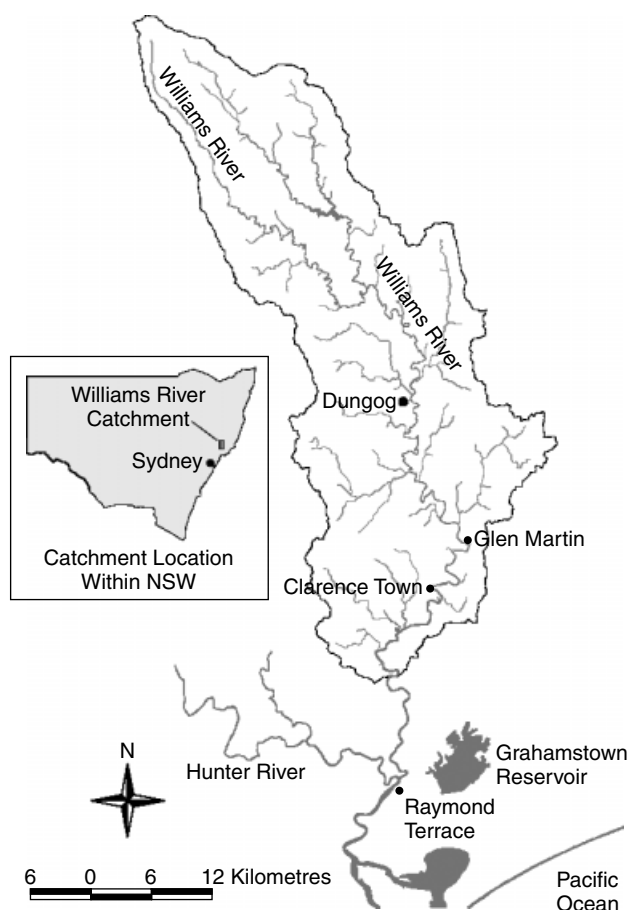 Williams River
Williams River
Dungog
Williams River
Catchment
Sydney
Catchment Location
Within NSW
Glen Martin
Clarence Town
N
Hunter River
Grahamstown
Reservoir
Raymond
Terrace
6 0 6 12 Kilometres
Pacific
Ocean